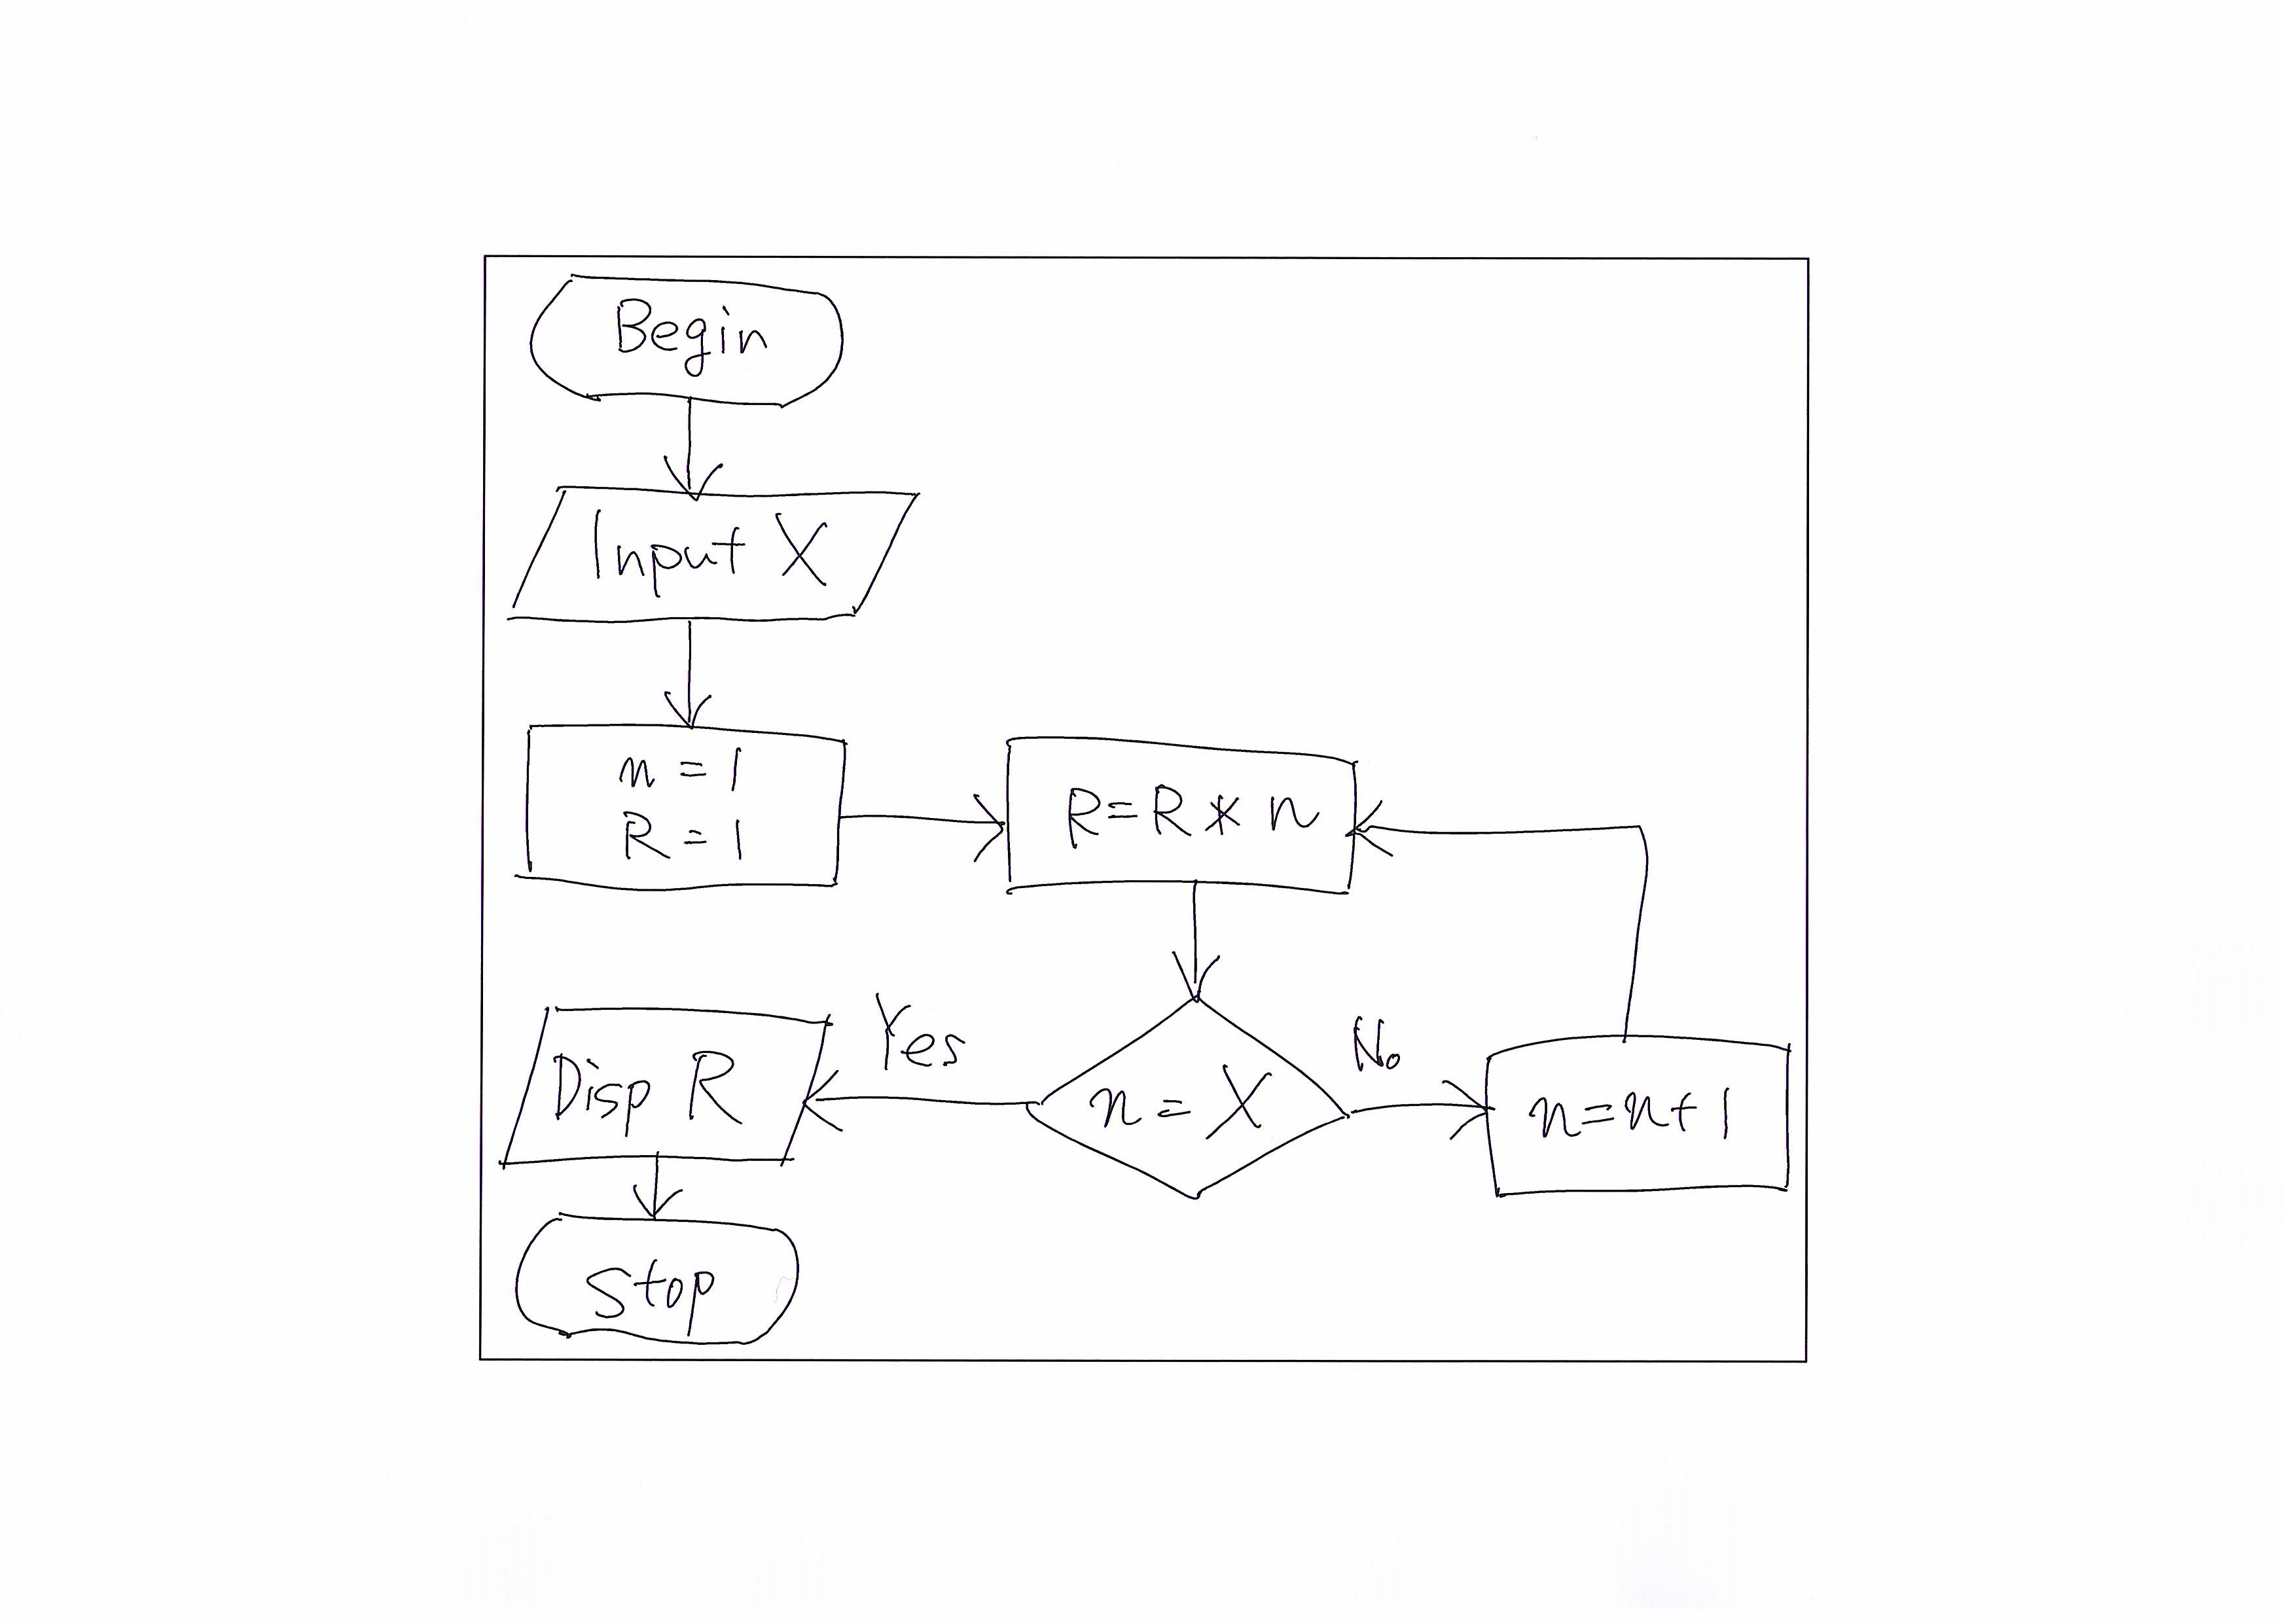 Begin
Input X
n = 1
R = 1
R = R * n
n = X
Yes
No
n = n + 1
Disp R
Stop